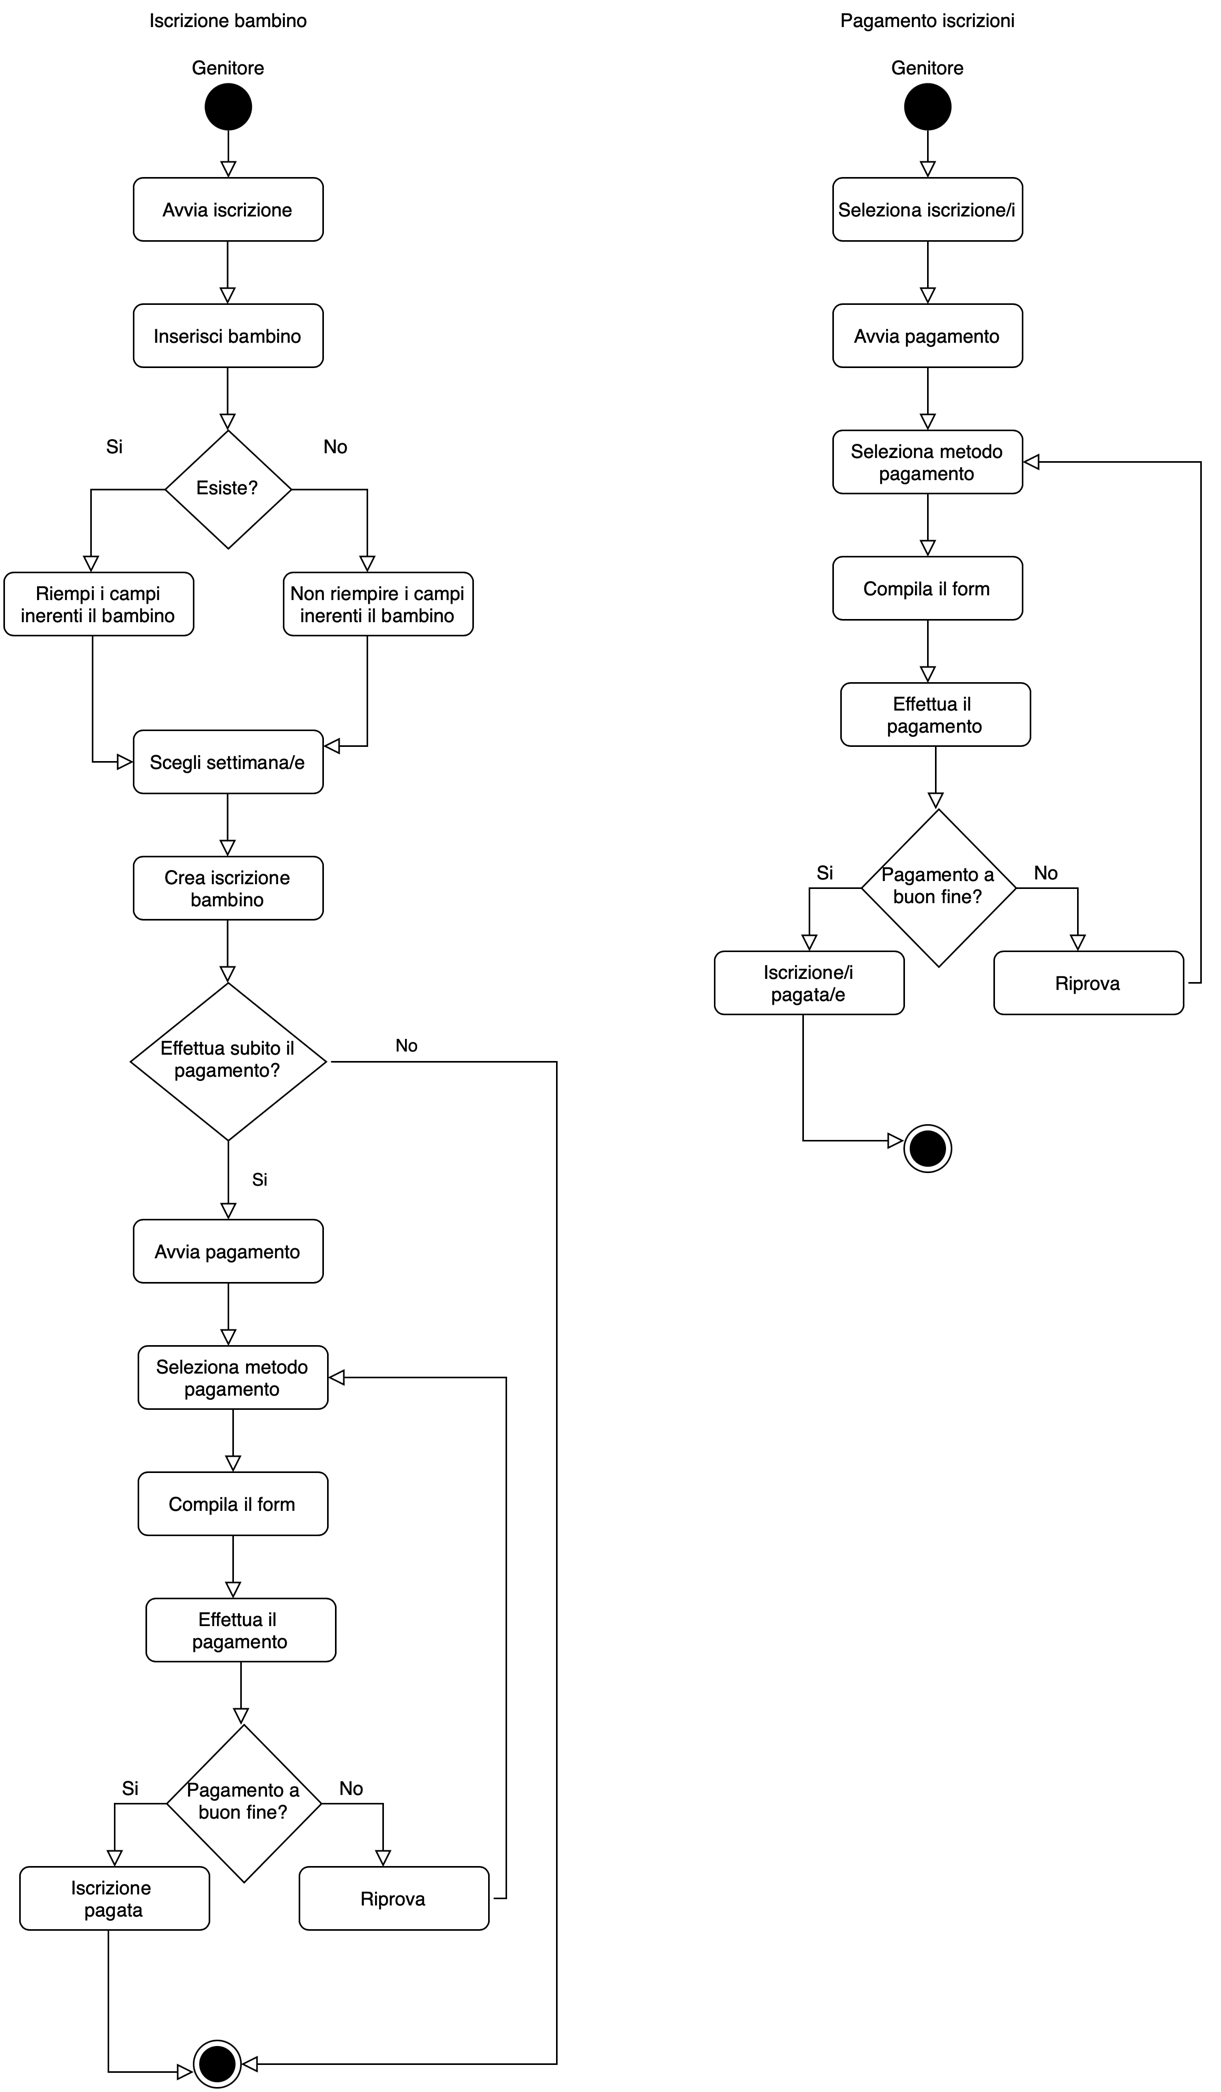 Iscrizione bambino
Genitore
Avvia iscrizione
Inserisci bambino
Si
No
Esiste?
Riempi i campi
inerenti il bambino
Non riempire i campi
inerenti il bambino
Scegli settimana/e
Crea iscrizione
bambino
Effettua subito il
pagamento?
No
Si
Avvia pagamento
Seleziona metodo
pagamento
Compila il form
Effettua il
pagamento
Si
Pagamento a
buon fine?
No
Iscrizione
pagata
Riprova
Pagamento iscrizioni
Genitore
Seleziona iscrizione/i
Avvia pagamento
Seleziona metodo
pagamento
Compila il form
Effettua il
pagamento
Si
Pagamento a
buon fine?
No
Iscrizione/i
pagata/e
Riprova